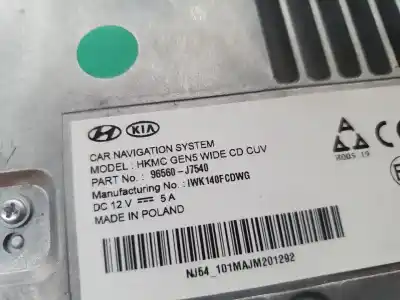 KIA
CAR NAVIGATION SYSTEM
MODEL : HKMC GEN5 WIDE CD CUV
PART No. : 96560-J7540
Manufacturing No. : IWK140FCDWG
DC 12 V ⎓ 5 A
MADE IN POLAND
NJ54_101MAJM201292